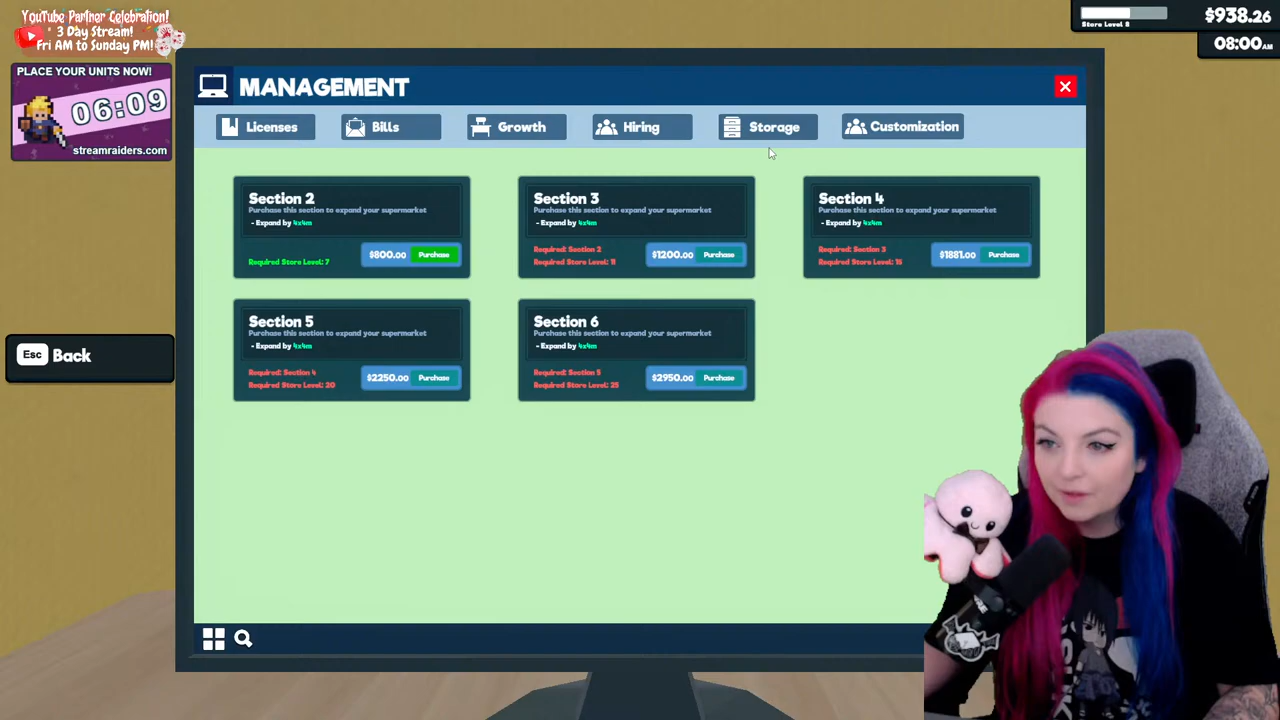 YouTube Partner Celebration!
3 Day Stream!
Fri AM to Sunday PM!
PLACE YOUR UNITS NOW!
06:09
streamraiders.com
Store Level 8
$938.26
08:00AM
MANAGEMENT
Licenses
Bills
Growth
Hiring
Storage
Customization
Section 2
Purchase this section to expand your supermarket
- Expand by 4x4m
Required Store Level: 7
$800.00 Purchase
Section 3
Purchase this section to expand your supermarket
- Expand by 4x4m
Required: Section 2
Required Store Level: 11
$1200.00 Purchase
Section 4
Purchase this section to expand your supermarket
- Expand by 4x4m
Required: Section 3
Required Store Level: 15
$1881.00 Purchase
Section 5
Purchase this section to expand your supermarket
- Expand by 4x4m
Required: Section 4
Required Store Level: 20
$2250.00 Purchase
Section 6
Purchase this section to expand your supermarket
- Expand by 4x4m
Required: Section 5
Required Store Level: 25
$2950.00 Purchase
Esc Back